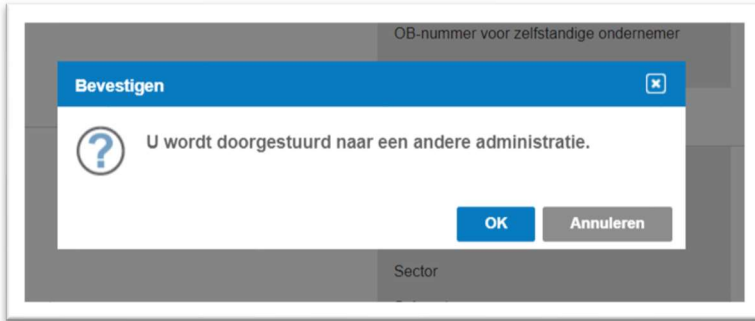 OB-nummer voor zelfstandige ondernemer
Bevestigen
U wordt doorgestuurd naar een andere administratie.
OK
Annuleren
Sector